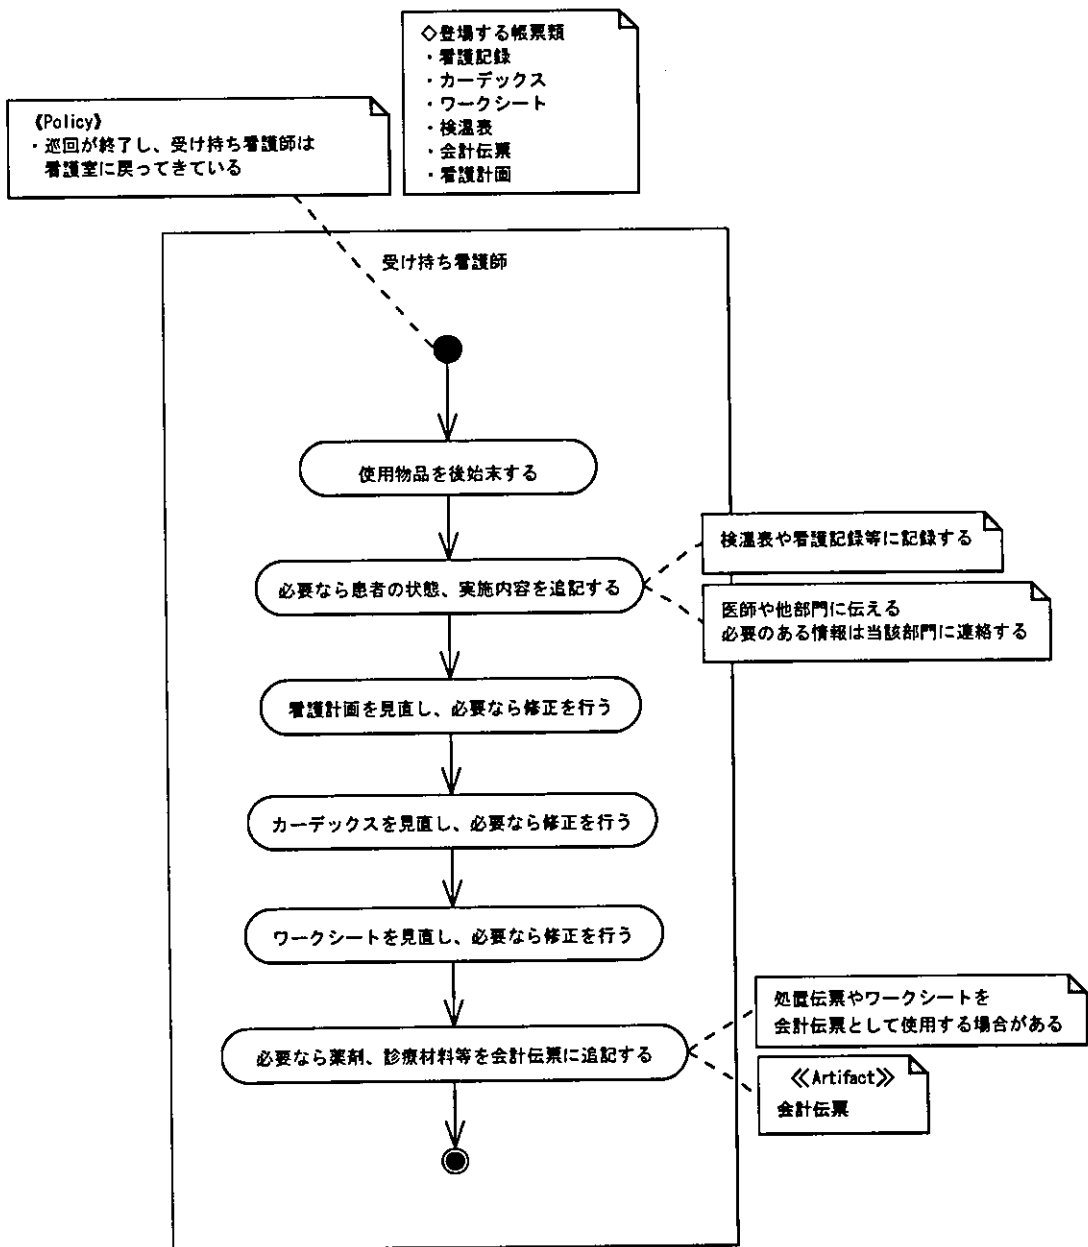 ◇登場する帳票類
・看護記録
・カーデックス
・ワークシート
・検温表
・会計伝票
・看護計画
《Policy》
・巡回が終了し、受け持ち看護師は
看護室に戻ってきている
受け持ち看護師
使用物品を後始末する
必要なら患者の状態、実施内容を追記する
検温表や看護記録等に記録する
医師や他部門に伝える
必要のある情報は当該部門に連絡する
看護計画を見直し、必要なら修正を行う
カーデックスを見直し、必要なら修正を行う
ワークシートを見直し、必要なら修正を行う
必要なら薬剤、診療材料等を会計伝票に追記する
処置伝票やワークシートを
会計伝票として使用する場合がある
≪Artifact≫
会計伝票